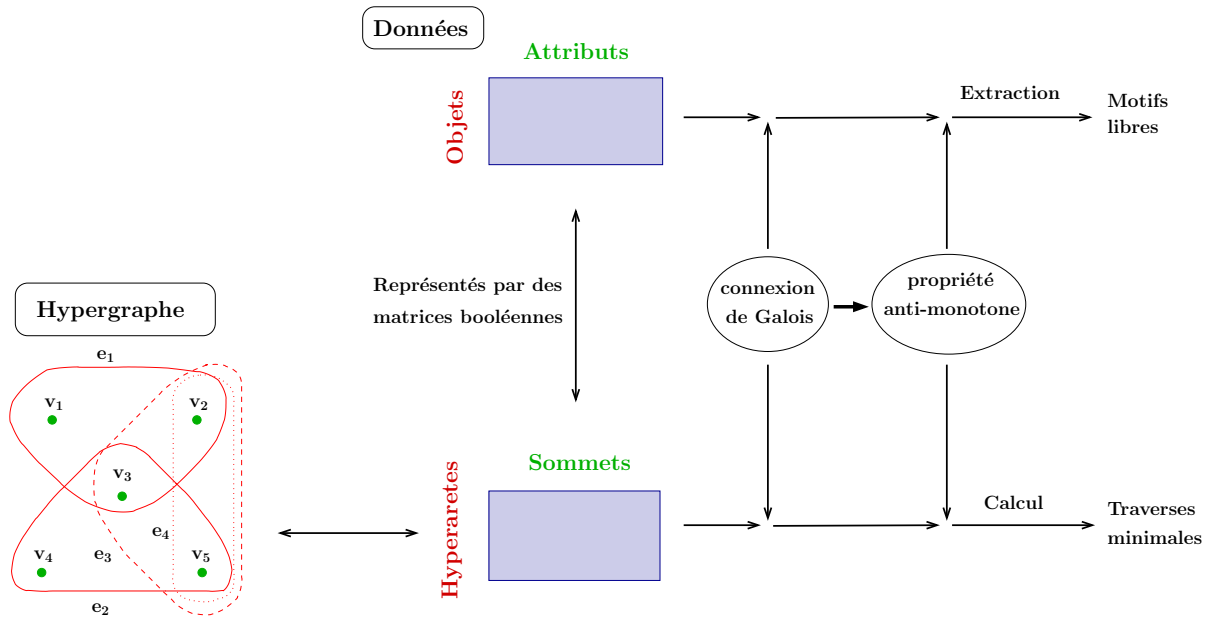 Données
Attributs
Objets
Extraction
Motifs
libres
Représentés par des
matrices booléennes
connexion
de Galois
propriété
anti-monotone
Hypergraphe
e1
v1
v2
v3
v4
e3
e4
v5
e2
Sommets
Hyperaretes
Calcul
Traverses
minimales